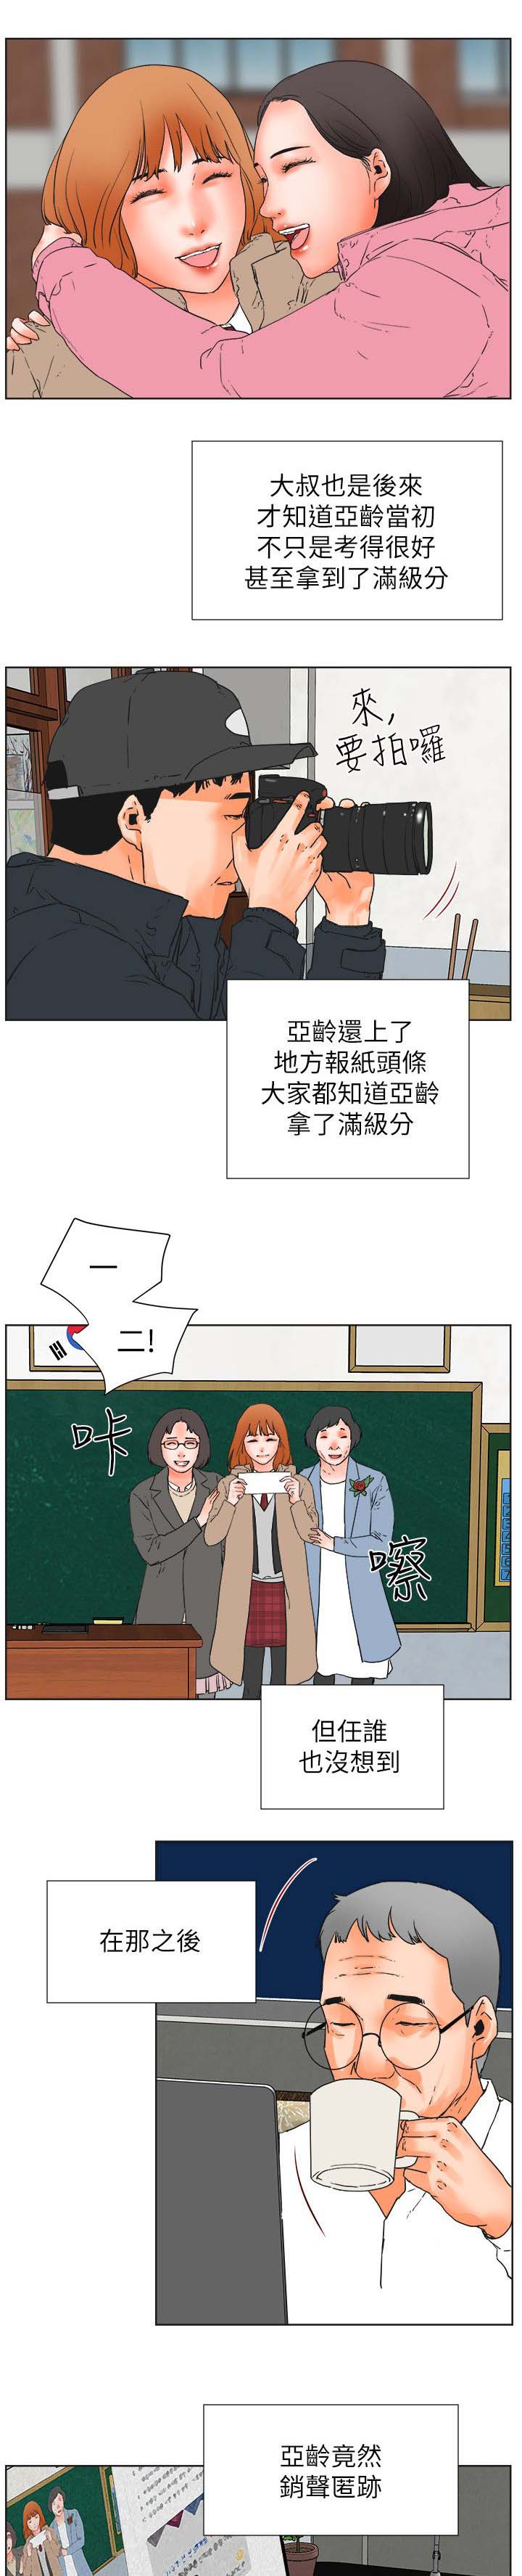 大叔也是後來
才知道亞齡當初
不只是考得很好
甚至拿到了滿級分
來,
要拍囉
亞齡還上了
地方報紙頭條
大家都知道亞齡
拿了滿級分
一
二!
咔
嚓
但任誰
也沒想到
在那之後
亞齡竟然
銷聲匿跡